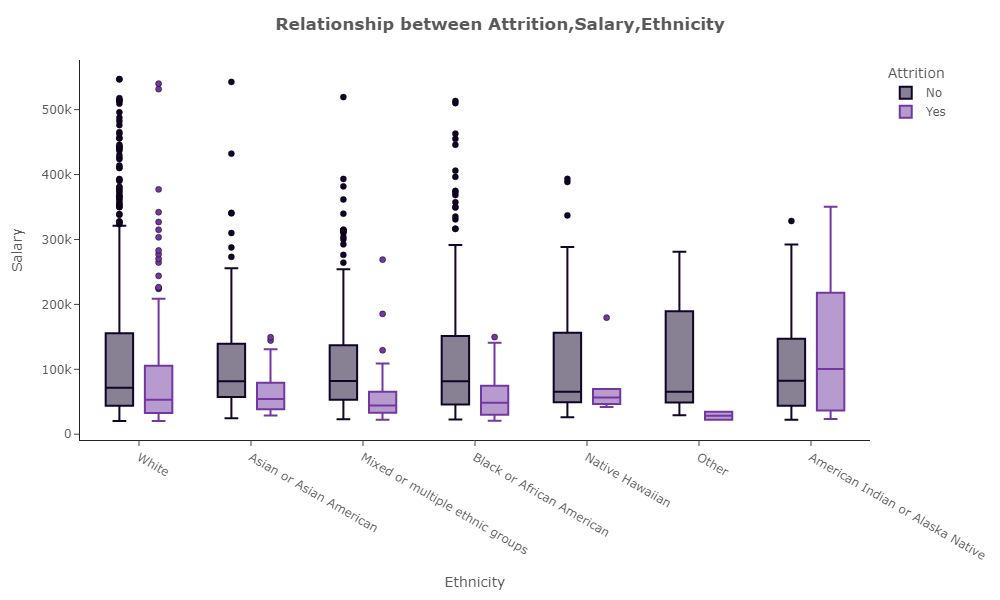 Relationship between Attrition,Salary,Ethnicity
Attrition
No
Yes
Salary
500k
400k
300k
200k
100k
0
White
Asian or Asian American
Mixed or multiple ethnic groups
Black or African American
Native Hawaiian
Other
American Indian or Alaska Native
Ethnicity